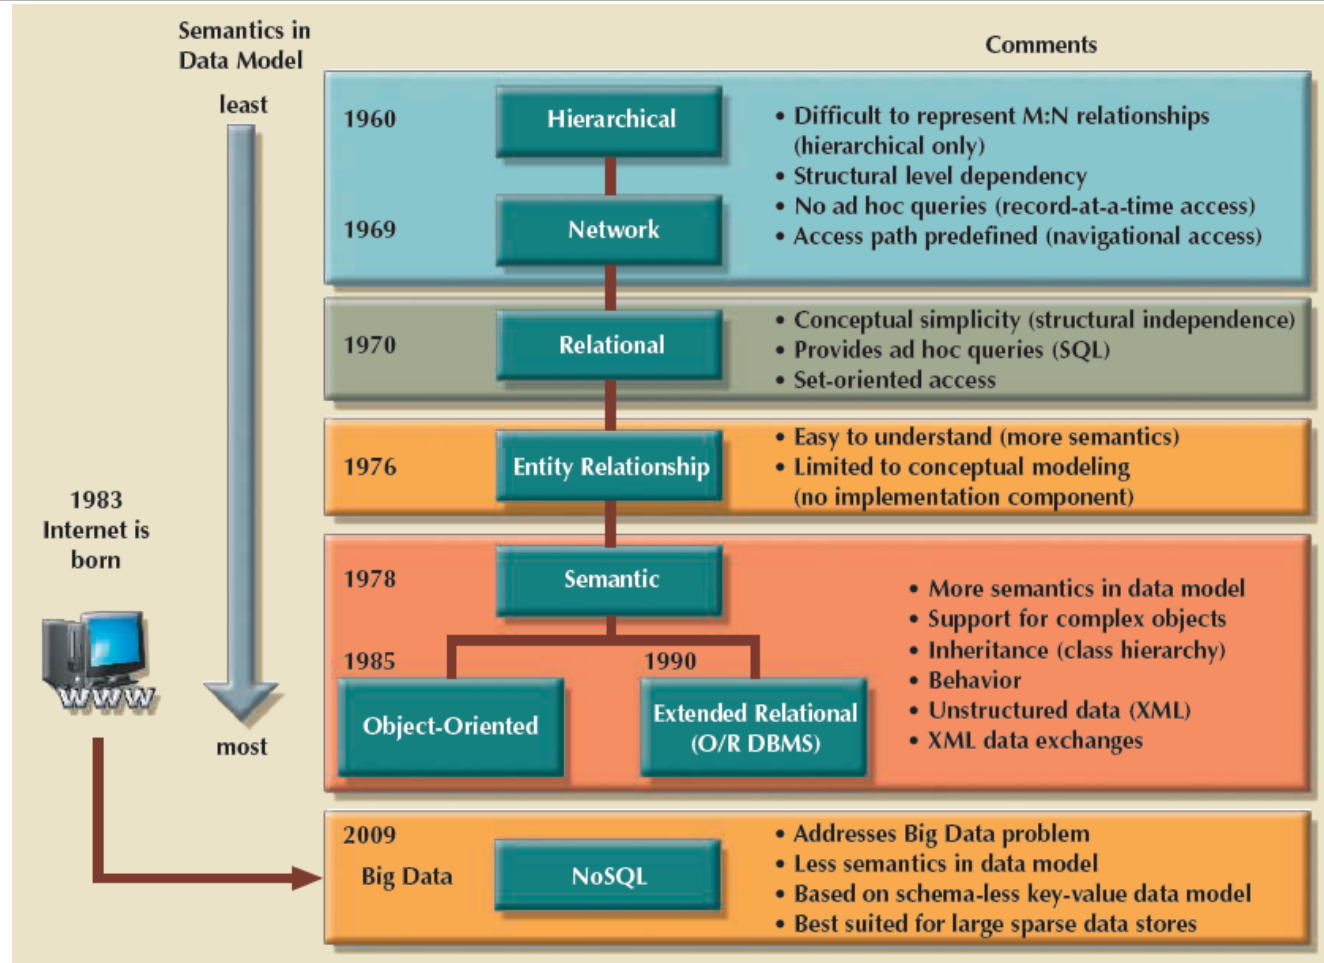 Semantics in
Data Model
Comments
least
1960
Hierarchical
• Difficult to represent M:N relationships
(hierarchical only)
• Structural level dependency
• No ad hoc queries (record-at-a-time access)
• Access path predefined (navigational access)
1969
Network
1970
Relational
• Conceptual simplicity (structural independence)
• Provides ad hoc queries (SQL)
• Set-oriented access
1976
Entity Relationship
• Easy to understand (more semantics)
• Limited to conceptual modeling
(no implementation component)
1983
Internet is
born
WWW
most
1978
Semantic
1985
Object-Oriented
1990
Extended Relational
(O/R DBMS)
• More semantics in data model
• Support for complex objects
• Inheritance (class hierarchy)
• Behavior
• Unstructured data (XML)
• XML data exchanges
2009
Big Data
NoSQL
• Addresses Big Data problem
• Less semantics in data model
• Based on schema-less key-value data model
• Best suited for large sparse data stores